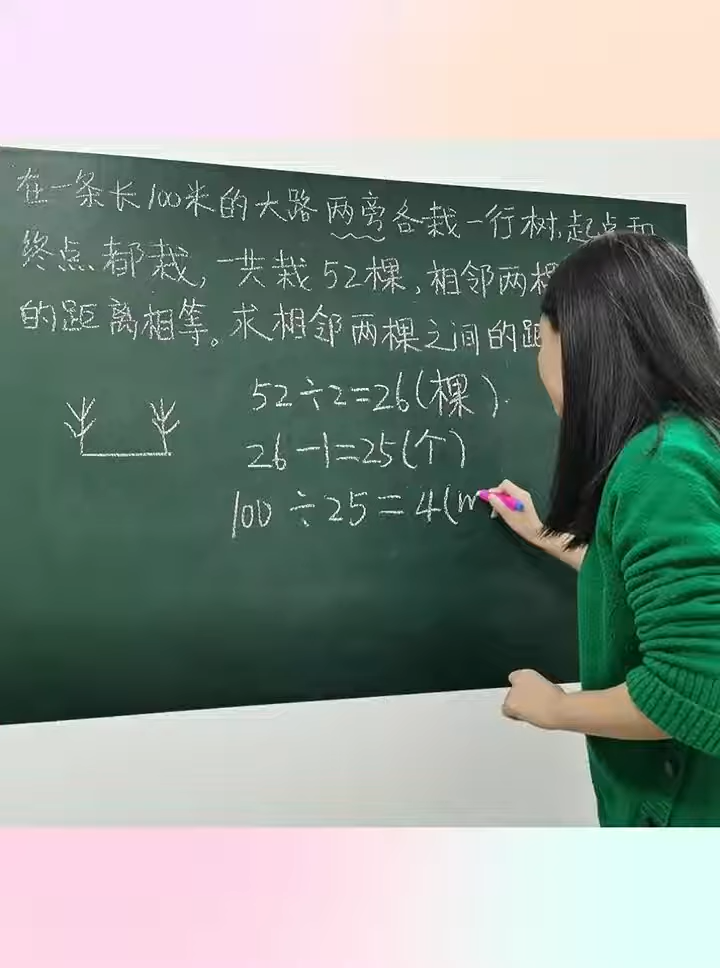 在一条长100米的大路两旁各栽一行树,起点和
终点都栽,一共栽52棵,相邻两棵
的距离相等。求相邻两棵之间的距
52÷2=26(棵).
26-1=25(个)
100÷25=4(m